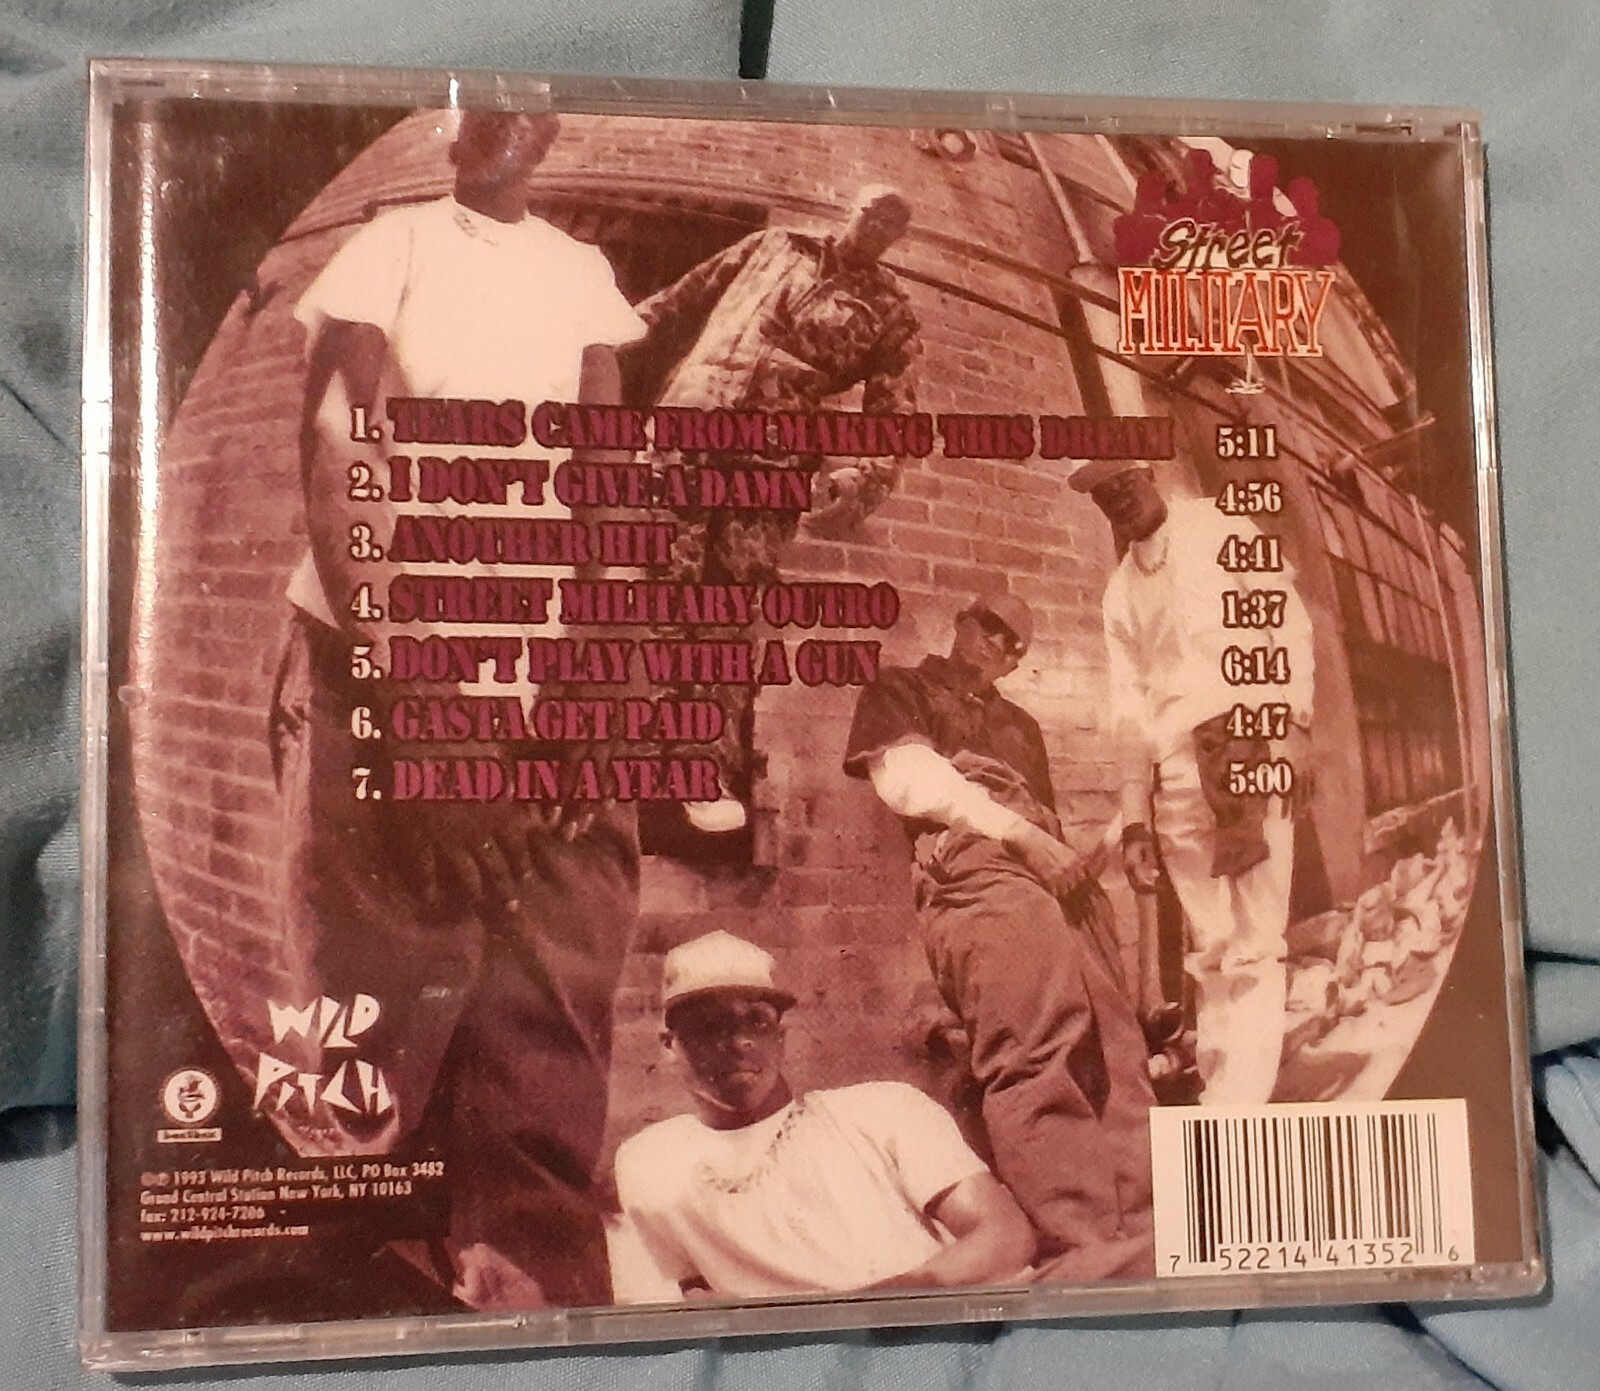 Street
MILITARY
1. TEARS CAME FROM MAKING THIS DREAM 5:11
2. I DON'T GIVE A DAMN 4:56
3. ANOTHER HIT 4:41
4. STREET MILITARY OUTRO 1:37
5. DON'T PLAY WITH A GUN 6:14
6. GASTA GET PAID 4:47
7. DEAD IN A YEAR 5:00
WILD
PITCH
©℗ 1993 Wild Pitch Records, LLC, PO Box 3482
Grand Central Station New York, NY 10163
fax: 212-924-7206
www.wildpitchrecords.com
7 52214 41352 6